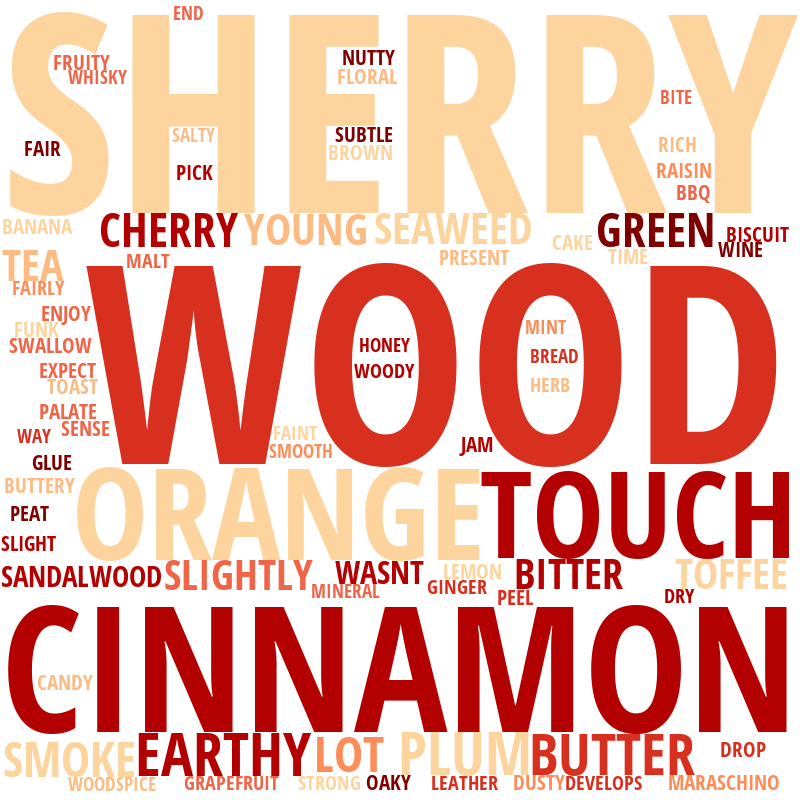 END
SHERRY
FRUITY
NUTTY
WHISKY
FLORAL
BITE
SALTY
SUBTLE
FAIR
BROWN
RICH
PICK
RAISIN
BBQ
BANANA
CHERRY
YOUNG
SEAWEED
CAKE
GREEN
BISCUIT
WINE
TEA
MALT
PRESENT
TIME
FAIRLY
WOOD
ENJOY
FUNK
MINT
SWALLOW
HONEY
BREAD
EXPECT
WOODY
TOAST
HERB
PALATE
WAY
SENSE
FAINT
JAM
SMOOTH
GLUE
BUTTERY
ORANGE
TOUCH
PEAT
SLIGHT
SANDALWOOD
SLIGHTLY
WASNT
LEMON
BITTER
TOFFEE
MINERAL
GINGER
PEEL
DRY
CINNAMON
CANDY
SMOKE
EARTHY
LOT
PLUM
BUTTER
DROP
WOODSPICE
GRAPEFRUIT
STRONG
OAKY
LEATHER
DUSTY
DEVELOPS
MARASCHINO